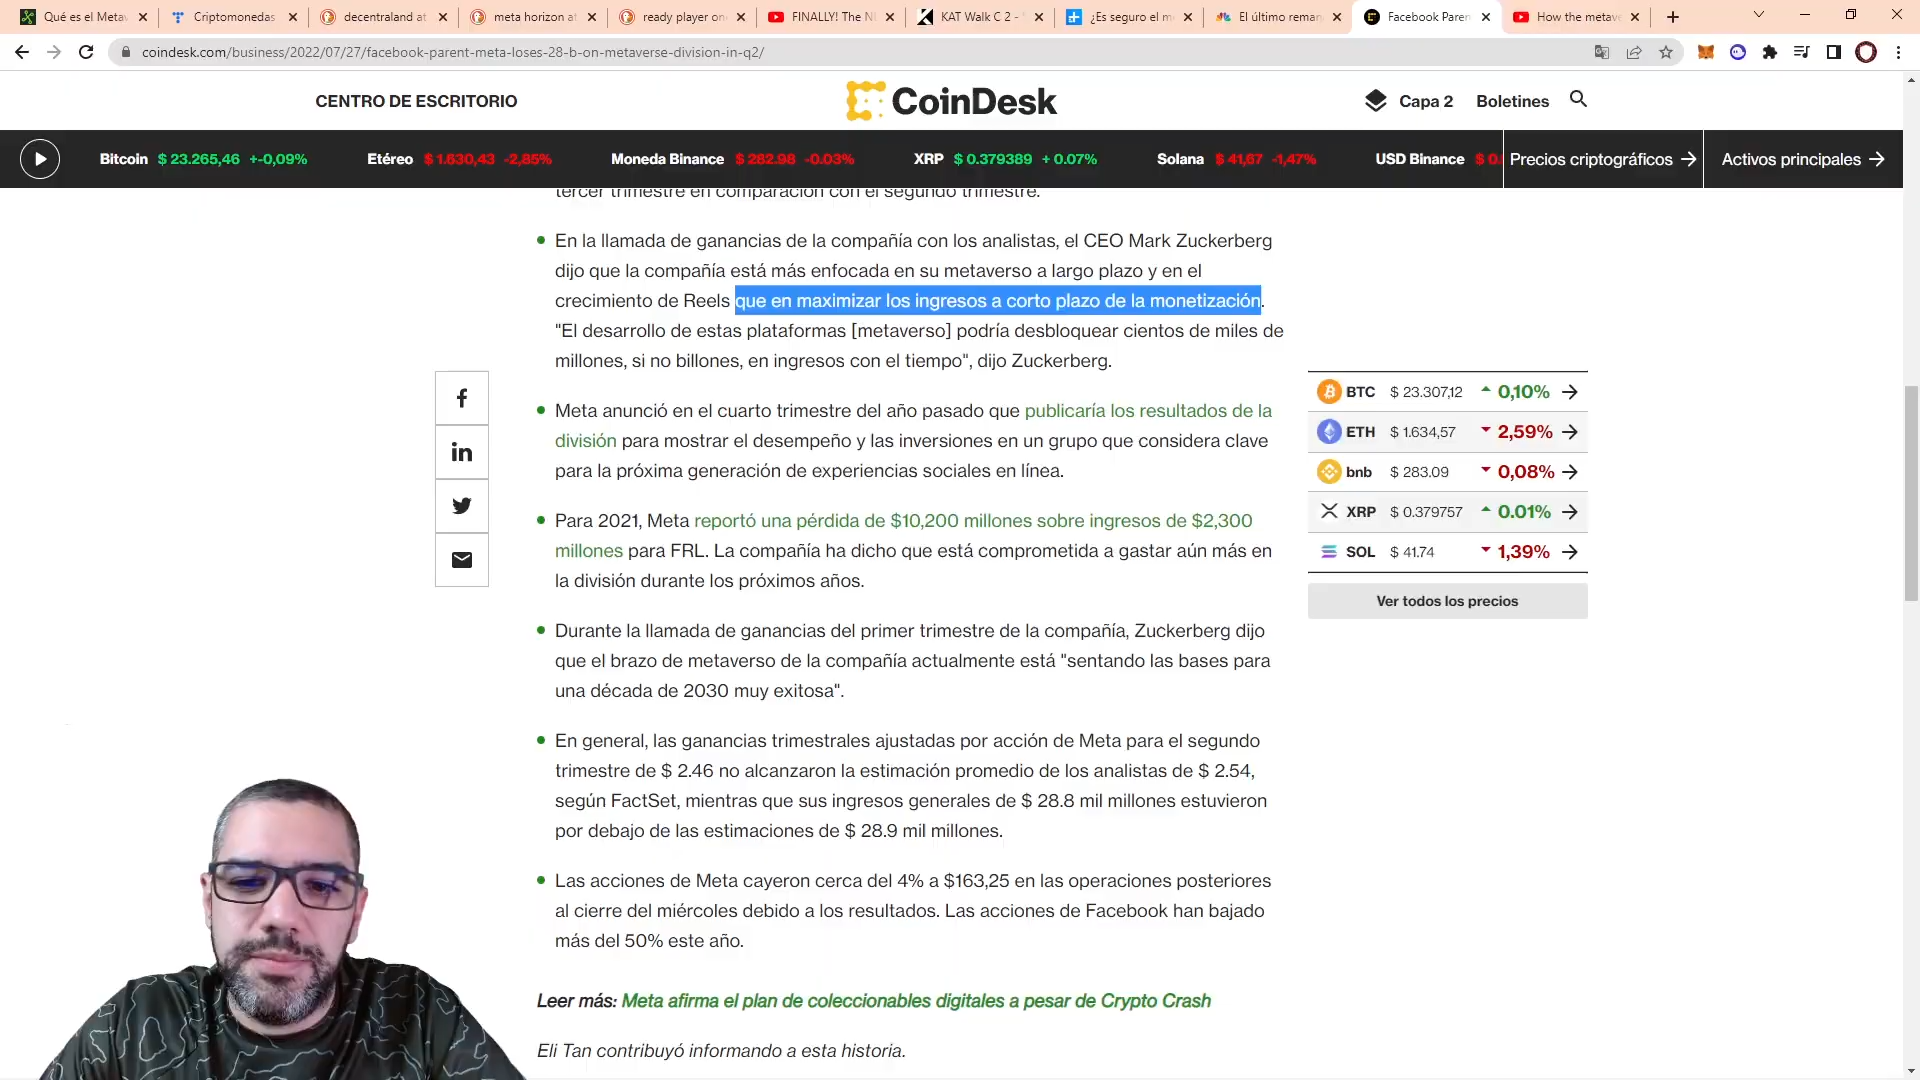 Qué es el Metav
Criptomonedas
decentraland at
meta horizon at
ready player on
FINALLY! The N
KAT Walk C 2 -
¿Es seguro el m
El último reman
Facebook Paren
How the metave
coindesk.com/business/2022/07/27/facebook-parent-meta-loses-28-b-on-metaverse-division-in-q2/
CENTRO DE ESCRITORIO
CoinDesk
Capa 2
Boletines
Bitcoin $ 23.265,46 +-0,09%
Etéreo $ 1.630,43 -2,85%
Moneda Binance $ 282.98 -0.03%
XRP $ 0.379389 + 0.07%
Solana $ 41,67 -1,47%
USD Binance $ 0.
Precios criptográficos →
Activos principales →
tercer trimestre en comparación con el segundo trimestre.
• En la llamada de ganancias de la compañía con los analistas, el CEO Mark Zuckerberg
dijo que la compañía está más enfocada en su metaverso a largo plazo y en el
crecimiento de Reels que en maximizar los ingresos a corto plazo de la monetización.
"El desarrollo de estas plataformas [metaverso] podría desbloquear cientos de miles de
millones, si no billones, en ingresos con el tiempo", dijo Zuckerberg.
• Meta anunció en el cuarto trimestre del año pasado que publicaría los resultados de la
división para mostrar el desempeño y las inversiones en un grupo que considera clave
para la próxima generación de experiencias sociales en línea.
• Para 2021, Meta reportó una pérdida de $10,200 millones sobre ingresos de $2,300
millones para FRL. La compañía ha dicho que está comprometida a gastar aún más en
la división durante los próximos años.
• Durante la llamada de ganancias del primer trimestre de la compañía, Zuckerberg dijo
que el brazo de metaverso de la compañía actualmente está "sentando las bases para
una década de 2030 muy exitosa".
• En general, las ganancias trimestrales ajustadas por acción de Meta para el segundo
trimestre de $ 2.46 no alcanzaron la estimación promedio de los analistas de $ 2.54,
según FactSet, mientras que sus ingresos generales de $ 28.8 mil millones estuvieron
por debajo de las estimaciones de $ 28.9 mil millones.
• Las acciones de Meta cayeron cerca del 4% a $163,25 en las operaciones posteriores
al cierre del miércoles debido a los resultados. Las acciones de Facebook han bajado
más del 50% este año.
Leer más: Meta afirma el plan de coleccionables digitales a pesar de Crypto Crash
Eli Tan contribuyó informando a esta historia.
BTC $ 23.307,12 0,10% →
ETH $ 1.634,57 2,59% →
bnb $ 283.09 0,08% →
XRP $ 0.379757 0.01% →
SOL $ 41.74 1,39% →
Ver todos los precios